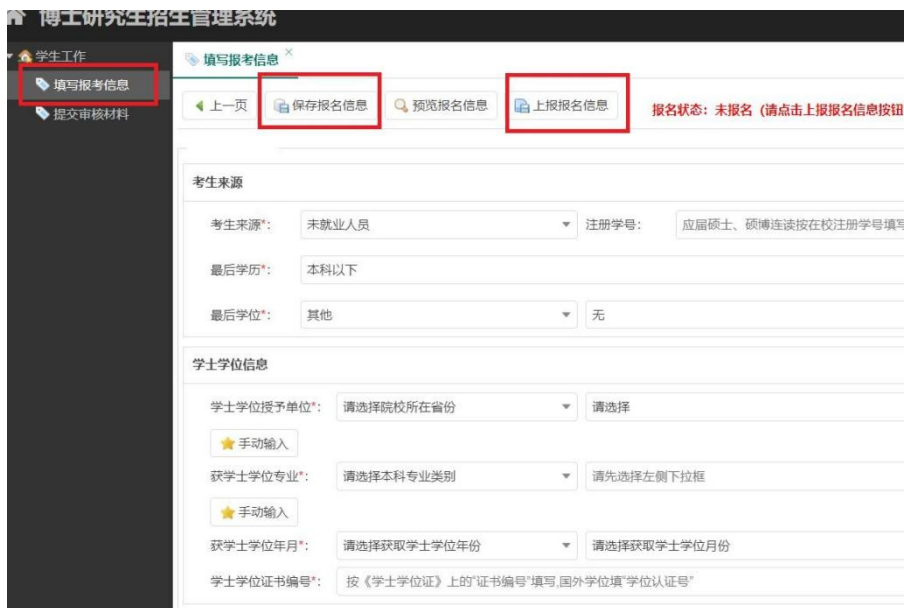 博士研究生招生管理系统
学生工作
填写报考信息 ×
填写报考信息
上一页 保存报名信息 预览报名信息 上报报名信息 报名状态：未报名（请点击上报报名信息按钮
提交审核材料
考生来源
考生来源*： 未就业人员 注册学号： 应届硕士、硕博连读按在校注册学号填写
最后学历*： 本科以下
最后学位*： 其他 无
学士学位信息
学士学位授予单位*： 请选择院校所在省份 请选择
手动输入
获学士学位专业*： 请选择本科专业类别 请先选择左侧下拉框
手动输入
获学士学位年月*： 请选择获取学士学位年份 请选择获取学士学位月份
学士学位证书编号*： 按《学士学位证》上的"证书编号"填写,国外学位填"学位认证号"